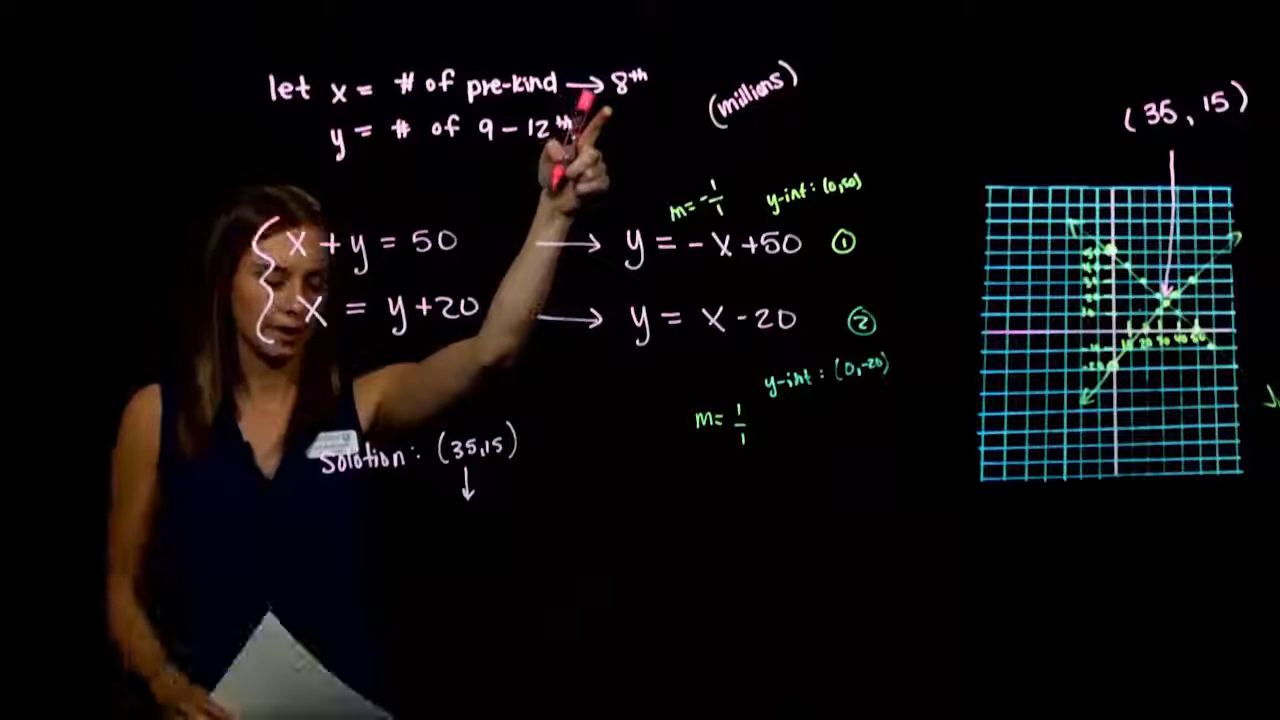 let x = # of pre-kind → 8th
(millions)
y = # of 9 - 12th
(35, 15)
m = -1/1
y-int: (0,50)
x + y = 50 → y = -x+50 ①
x = y+20 → y = x-20 ②
y-int: (0,-20)
m = 1/1
Solution: (35,15)
↓